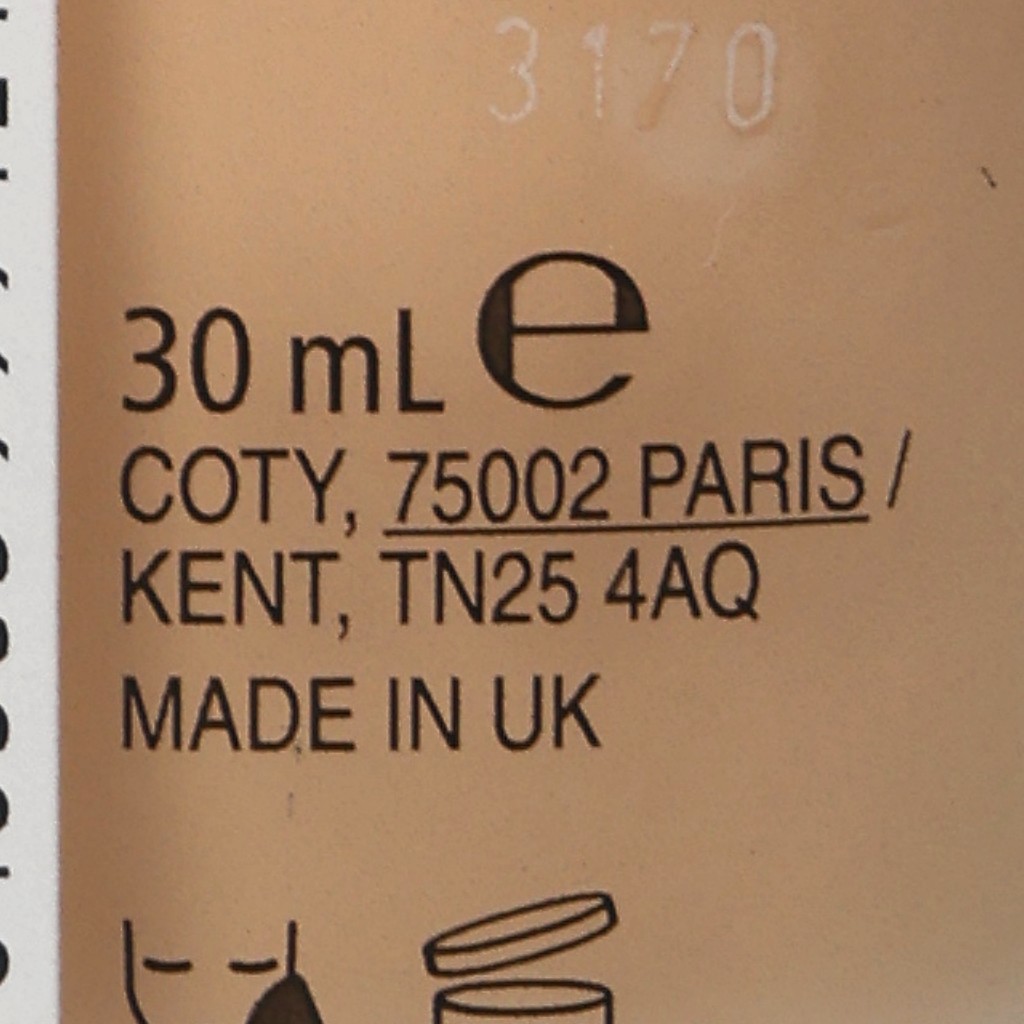 3170
30 mL e
COTY, 75002 PARIS /
KENT, TN25 4AQ
MADE IN UK